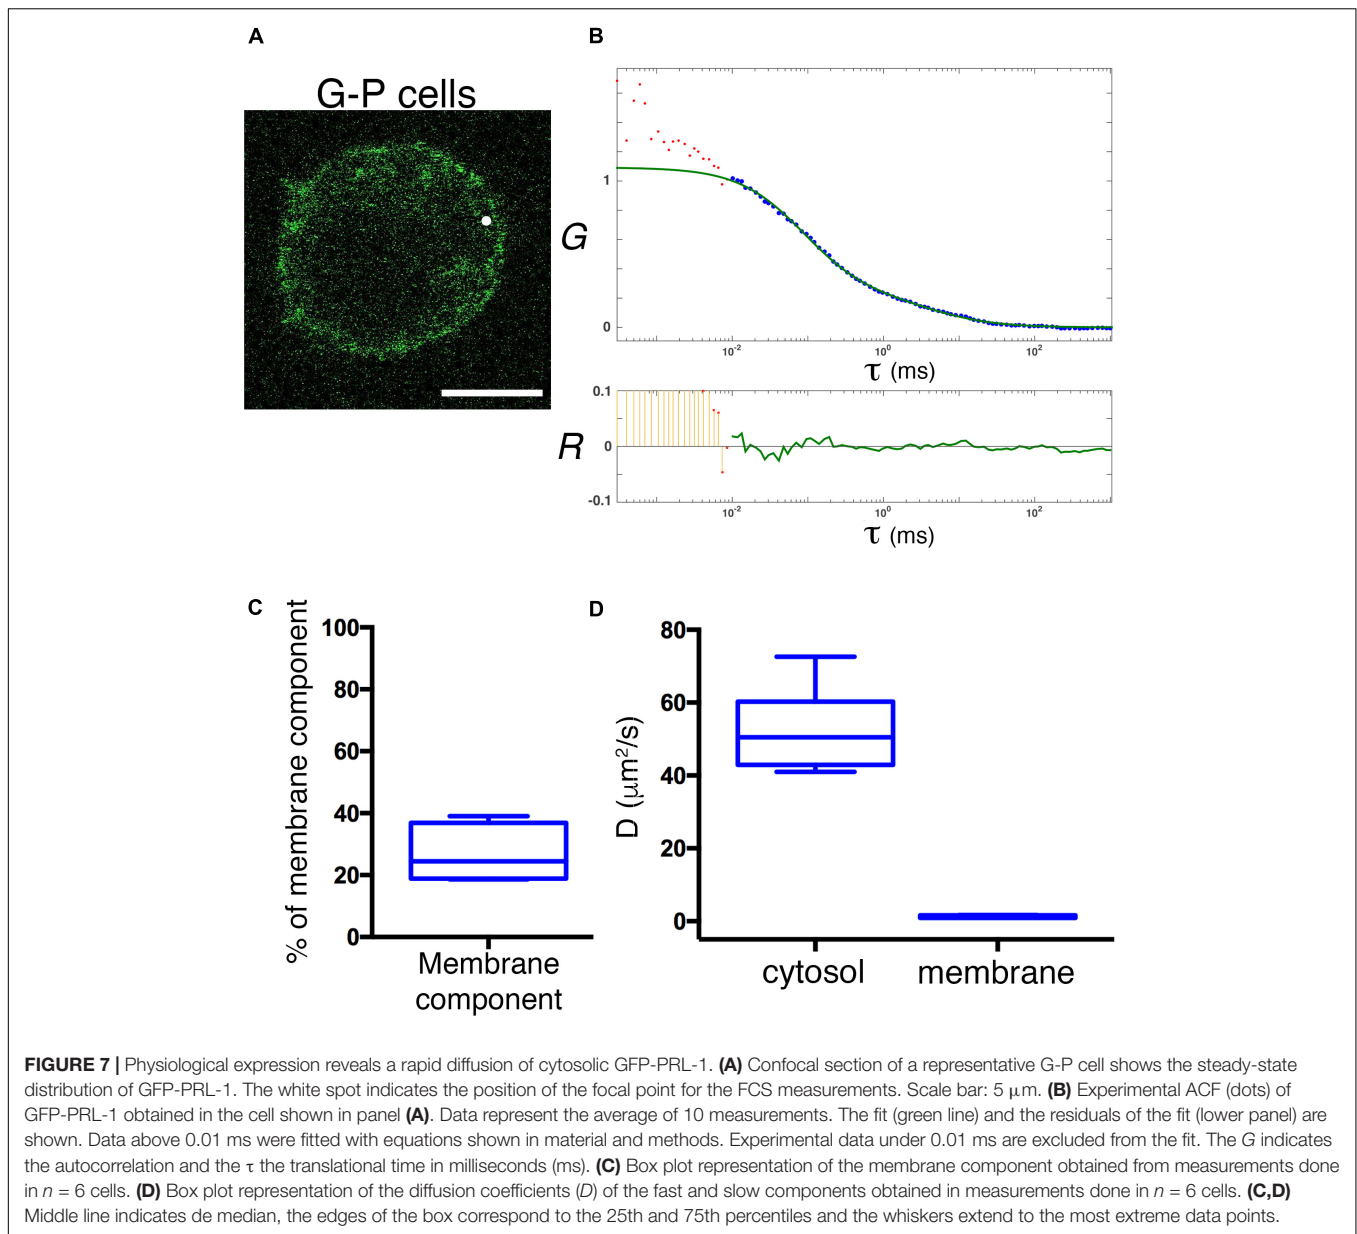 A
B
G-P cells
1
G
0
10-2
100
102
τ (ms)
0.1
R
0
-0.1
10-2
100
102
τ (ms)
C
D
% of membrane component
100
80
60
40
20
0
Membrane
component
D (μm2/s)
80
60
40
20
0
cytosol
membrane
FIGURE 7 | Physiological expression reveals a rapid diffusion of cytosolic GFP-PRL-1. (A) Confocal section of a representative G-P cell shows the steady-state
distribution of GFP-PRL-1. The white spot indicates the position of the focal point for the FCS measurements. Scale bar: 5 μm. (B) Experimental ACF (dots) of
GFP-PRL-1 obtained in the cell shown in panel (A). Data represent the average of 10 measurements. The fit (green line) and the residuals of the fit (lower panel) are
shown. Data above 0.01 ms were fitted with equations shown in material and methods. Experimental data under 0.01 ms are excluded from the fit. The G indicates
the autocorrelation and the τ the translational time in milliseconds (ms). (C) Box plot representation of the membrane component obtained from measurements done
in n = 6 cells. (D) Box plot representation of the diffusion coefficients (D) of the fast and slow components obtained in measurements done in n = 6 cells. (C,D)
Middle line indicates de median, the edges of the box correspond to the 25th and 75th percentiles and the whiskers extend to the most extreme data points.